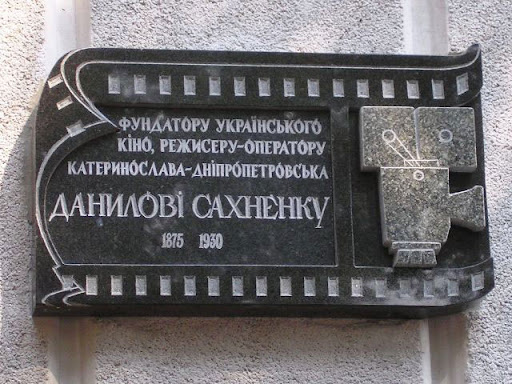 ФУНДАТОРУ УКРАЇНСЬКОГО
КІНО, РЕЖИСЕРУ-ОПЕРАТОРУ
КАТЕРИНОСЛАВА-ДНІПРОПЕТРОВСЬКА
ДАНИЛОВІ САХНЕНКУ
1875 1930